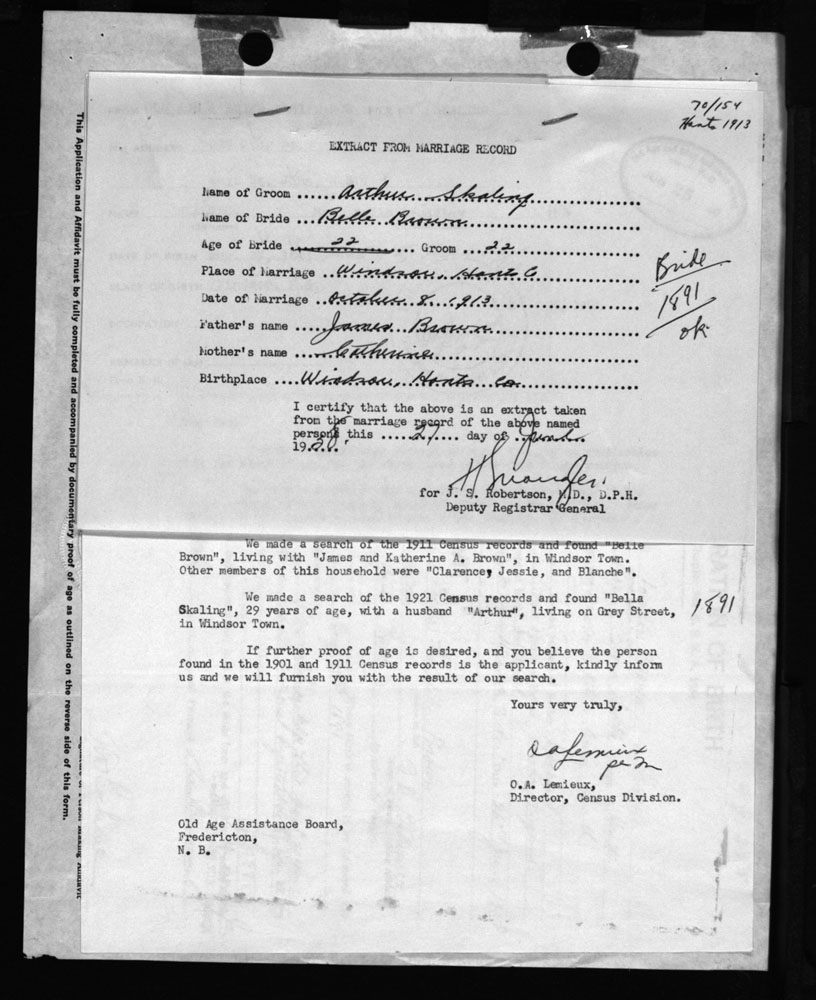 70/154
Hants 1913
EXTRACT FROM MARRIAGE RECORD
Name of Groom ...... Arthur Skaling
Name of Bride ... Bella Brown
Age of Bride ... 22 ... Groom ... 22
Place of Marriage .. Windsor, Hants Co
Date of Marriage .. October 8, 1913
Father's name .... James Brown
Mother's name .... Catherine
Birthplace .... Windsor, Hants Co.
Bride
1891
ok
I certify that the above is an extract taken
from the marriage record of the above named
persons this ..... 21 .... day of
19
for J. S. Robertson, M.D., D.P.H.
Deputy Registrar General
We made a search of the 1911 Census records and found "Belle
Brown", living with "James and Katherine A. Brown", in Windsor Town.
Other members of this household were "Clarence, Jessie, and Blanche".
We made a search of the 1921 Census records and found "Bella
Skaling", 29 years of age, with a husband "Arthur", living on Grey Street,
in Windsor Town.
1891
If further proof of age is desired, and you believe the person
found in the 1901 and 1911 Census records is the applicant, kindly inform
us and we will furnish you with the result of our search.
Yours very truly,
O.A. Lemieux
O.A. Lemieux,
Director, Census Division.
Old Age Assistance Board,
Fredericton,
N. B.
This Application and Affidavit must be fully completed and accompanied by documentary proof of age as outlined on the reverse side of this form.